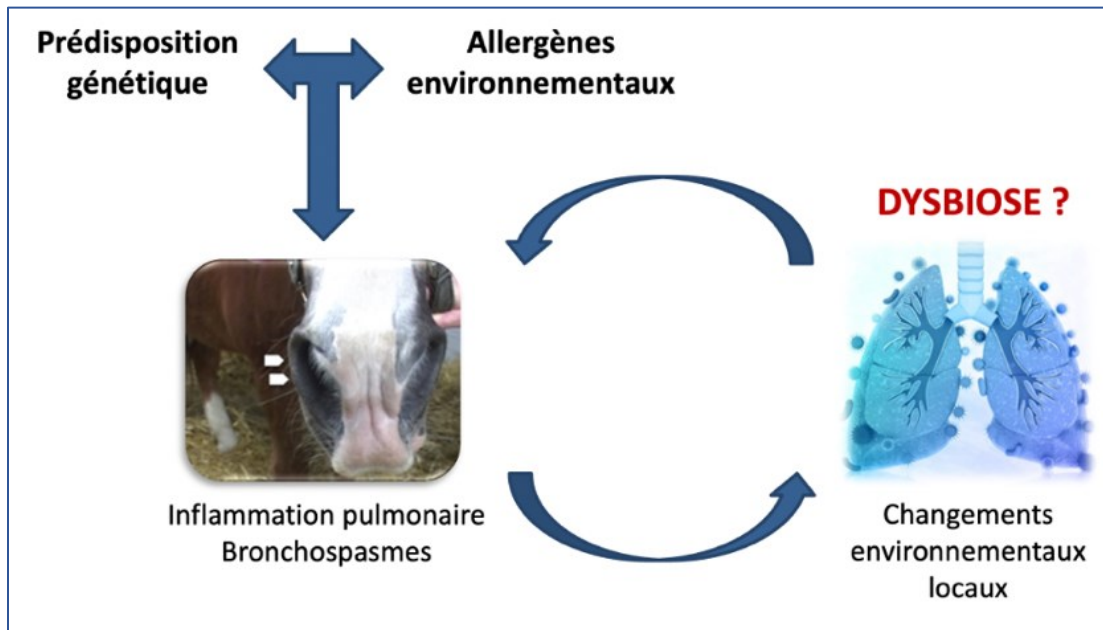 Prédisposition
génétique
Allergènes
environnementaux
DYSBIOSE ?
Inflammation pulmonaire
Bronchospasmes
Changements
environnementaux
locaux